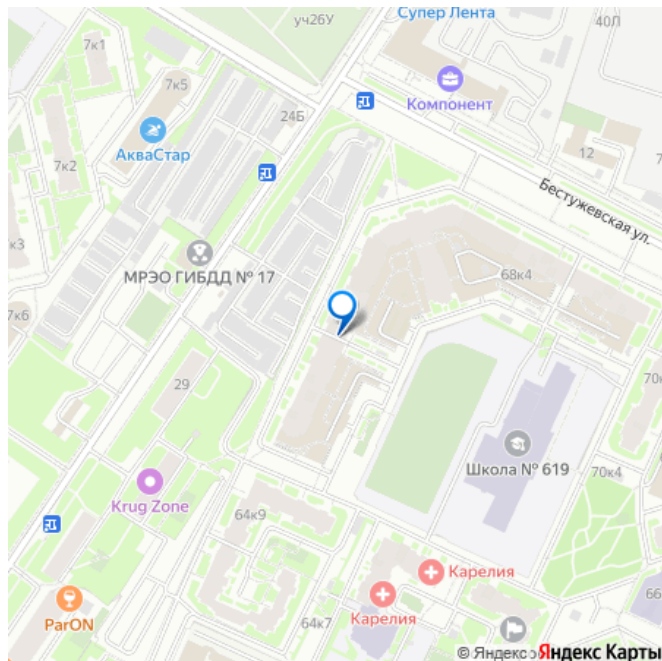 уч26У
Супер Лента
40Л
7к1
7к5
24Б
Компонент
АкваСтар
7к2
12
Бестужевская ул.
7к3
МРЭО ГИБДД № 17
68к4
7к6
29
70к
Школа № 619
70к4
Krug Zone
64к9
Карелия
Карелия
66
ParON
64к7
© Яндекс
Яндекс Карты